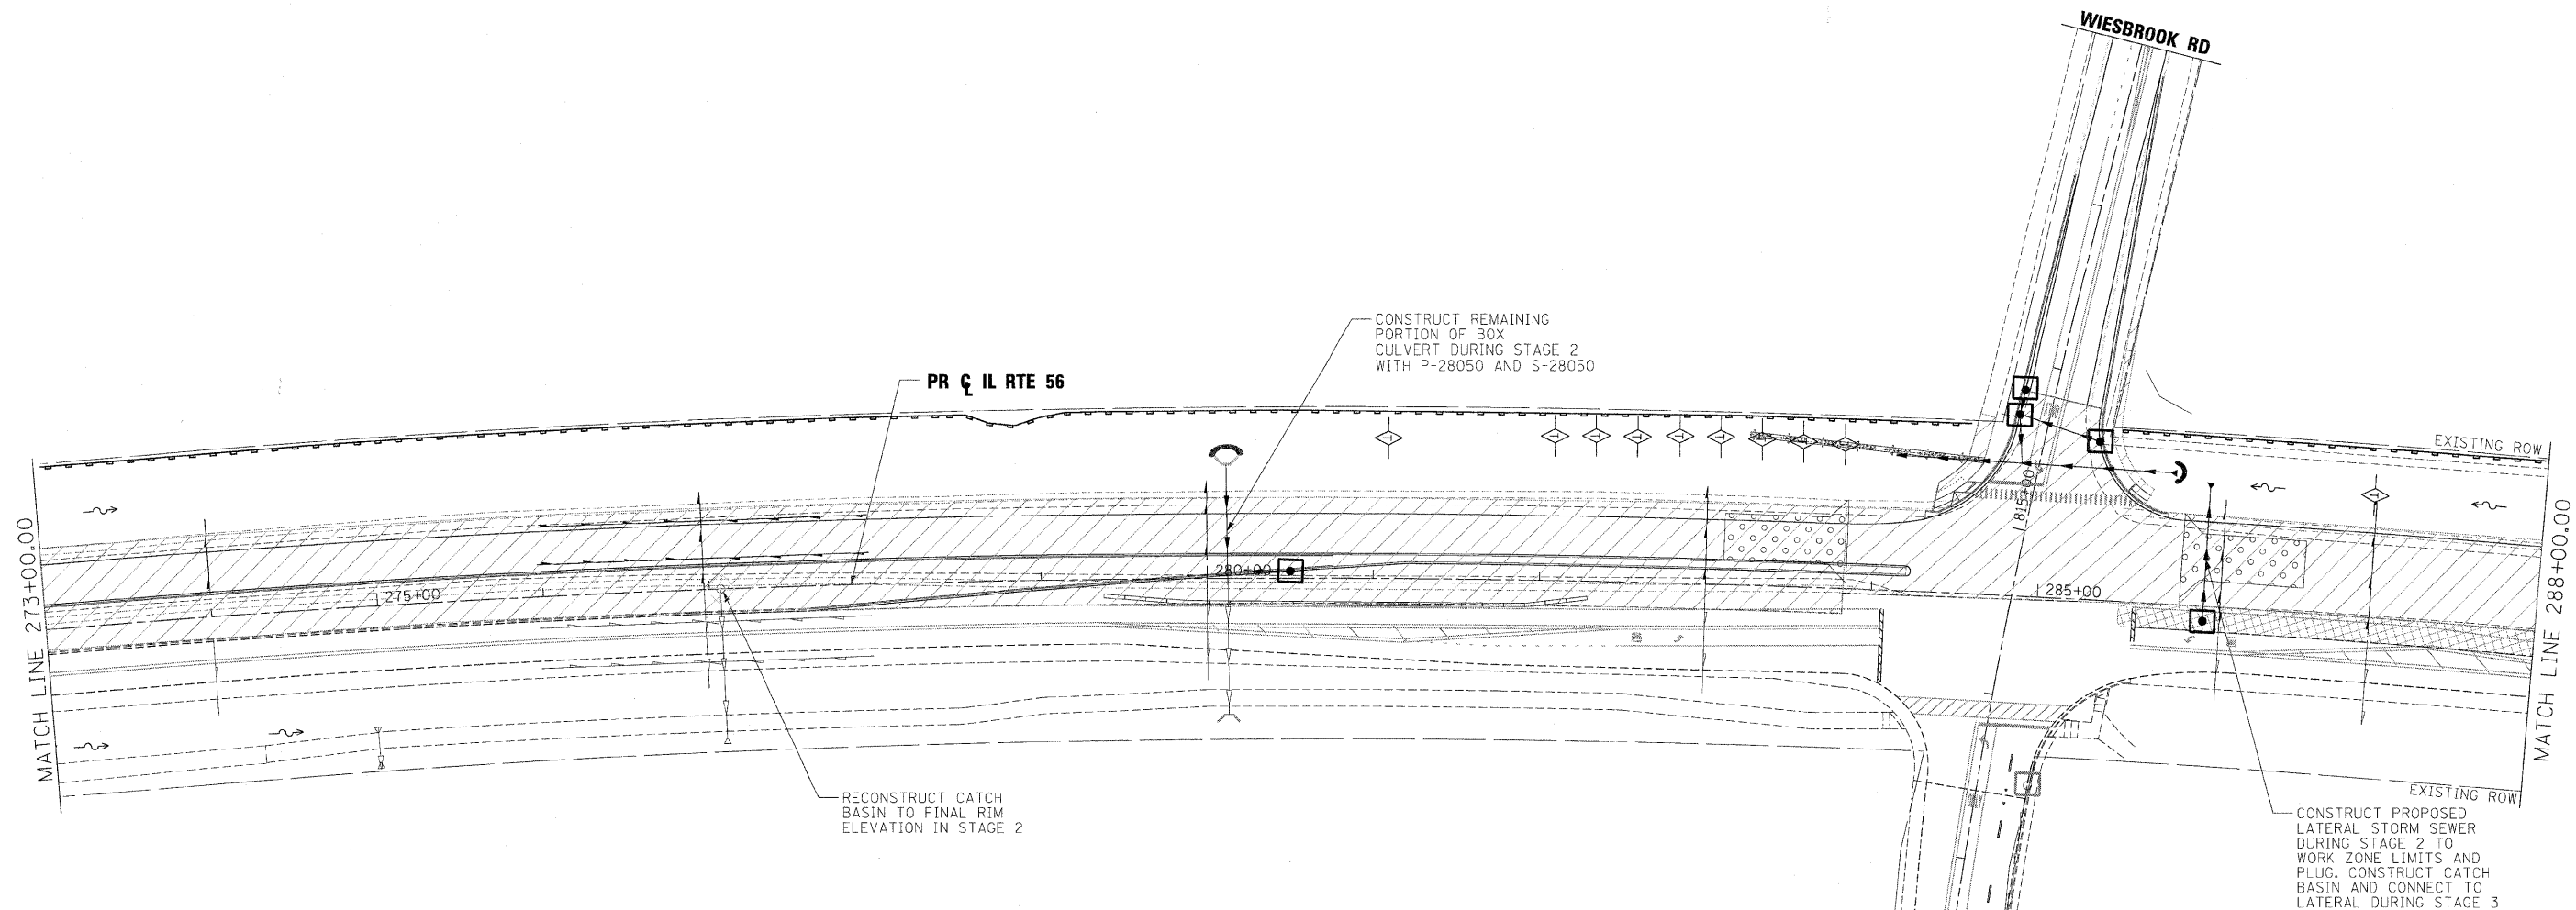 WIESBROOK RD
CONSTRUCT REMAINING
PORTION OF BOX
CULVERT DURING STAGE 2
WITH P-28050 AND S-28050
PR ℄ IL RTE 56
EXISTING ROW
815+00
MATCH LINE 273+00.00
MATCH LINE 288+00.00
280+00
275+00
285+00
RECONSTRUCT CATCH
BASIN TO FINAL RIM
ELEVATION IN STAGE 2
EXISTING ROW
CONSTRUCT PROPOSED
LATERAL STORM SEWER
DURING STAGE 2 TO
WORK ZONE LIMITS AND
PLUG. CONSTRUCT CATCH
BASIN AND CONNECT TO
LATERAL DURING STAGE 3